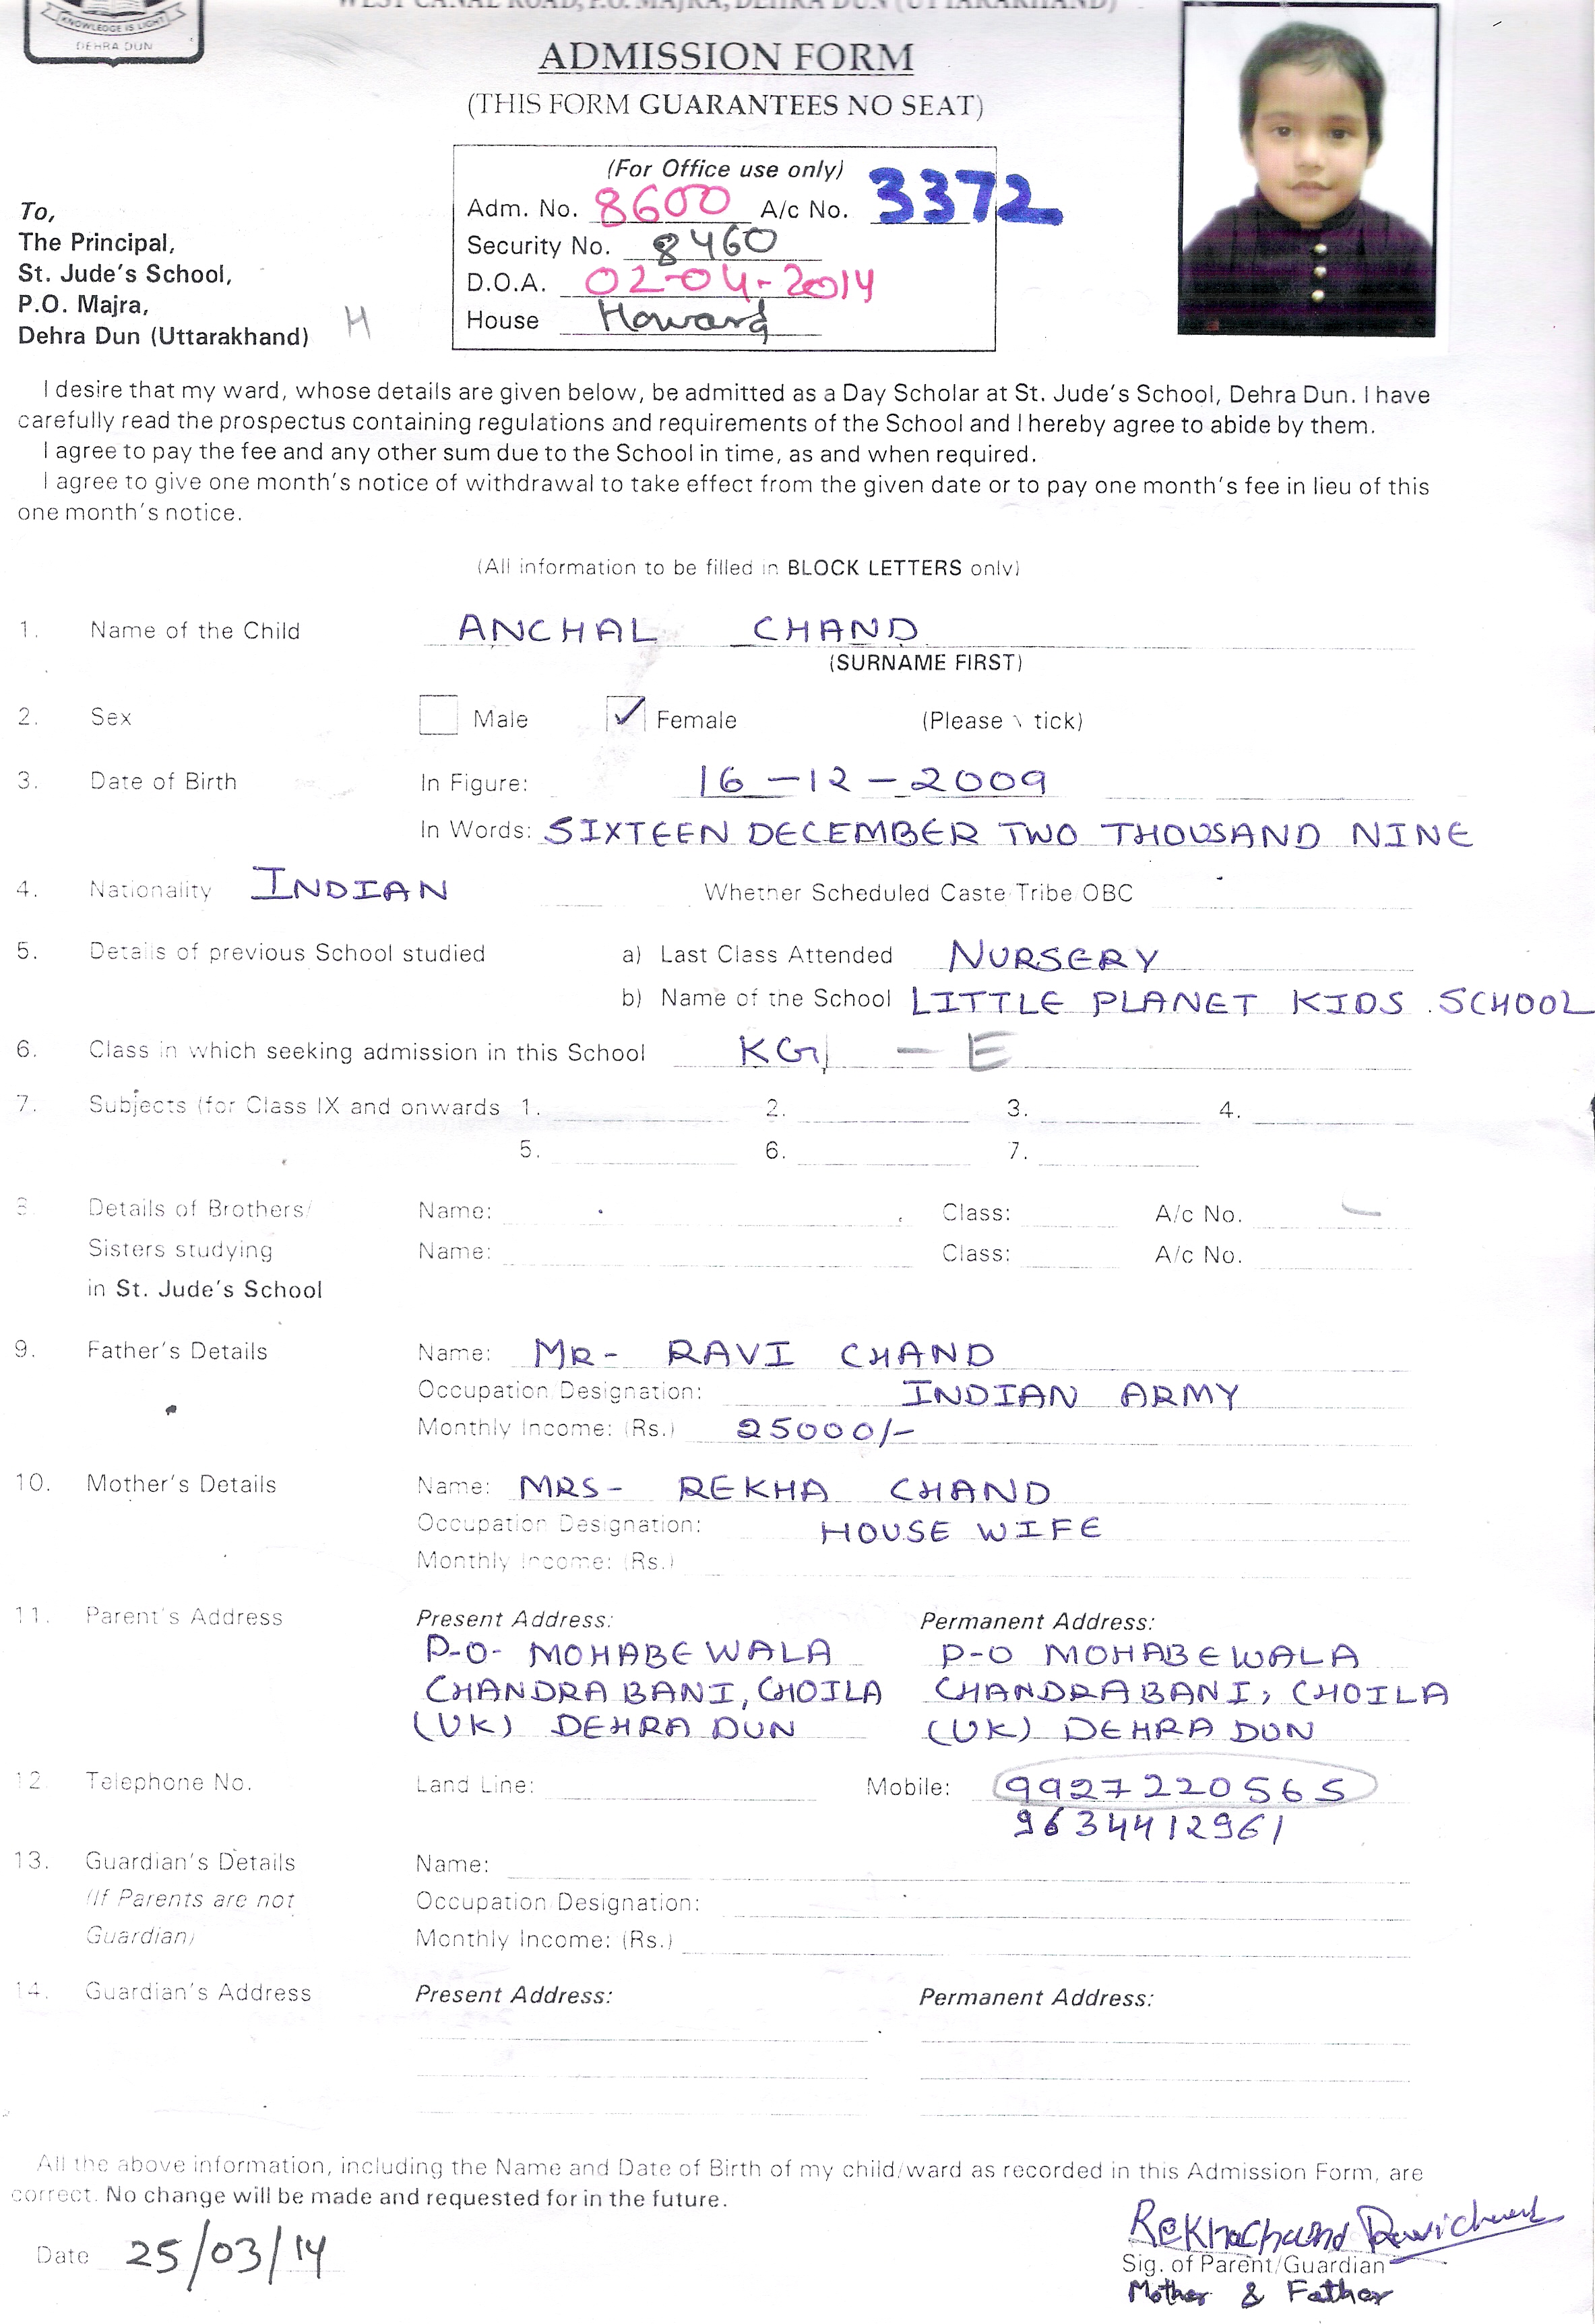 KNOWLEDGE IS LIGHT
DEHRA DUN
WEST CANAL ROAD, P.O. MAJRA, DEHRA DUN (UTTARAKHAND)
ADMISSION FORM
(THIS FORM GUARANTEES NO SEAT)
(For Office use only)
Adm. No. 8600 A/c No. 3372
Security No. 8460
D.O.A. 02-04-2014
House Howard
To,
The Principal,
St. Jude's School,
P.O. Majra,
Dehra Dun (Uttarakhand) H
I desire that my ward, whose details are given below, be admitted as a Day Scholar at St. Jude's School, Dehra Dun. I have
carefully read the prospectus containing regulations and requirements of the School and I hereby agree to abide by them.
I agree to pay the fee and any other sum due to the School in time, as and when required.
I agree to give one month's notice of withdrawal to take effect from the given date or to pay one month's fee in lieu of this
one month's notice.
(All information to be filled in BLOCK LETTERS only)
1. Name of the Child ANCHAL CHAND
(SURNAME FIRST)
2. Sex Male ✓ Female (Please \ tick)
3. Date of Birth In Figure: 16-12-2009
In Words: SIXTEEN DECEMBER TWO THOUSAND NINE
4. Nationality INDIAN Whether Scheduled Caste Tribe OBC
5. Details of previous School studied a) Last Class Attended NURSERY
b) Name of the School LITTLE PLANET KIDS SCHOOL
6. Class in which seeking admission in this School KG - E
7. Subjects (for Class IX and onwards 1. 2. 3. 4.
5. 6. 7.
8. Details of Brothers/ Name: Class: A/c No.
Sisters studying Name: Class: A/c No.
in St. Jude's School
9. Father's Details Name: MR- RAVI CHAND
Occupation Designation: INDIAN ARMY
Monthly Income: (Rs.) 25000/-
10. Mother's Details Name: MRS- REKHA CHAND
Occupation Designation: HOUSE WIFE
Monthly Income: (Rs.)
11. Parent's Address Present Address: Permanent Address:
P-O- MOHABEWALA P-O MOHABEWALA
CHANDRABANI, CHOILA CHANDRABANI, CHOILA
(UK) DEHRA DUN (UK) DEHRA DUN
12. Telephone No. Land Line: Mobile: 9927220565
9634412961
13. Guardian's Details Name:
(If Parents are not Occupation Designation:
Guardian) Monthly Income: (Rs.)
14. Guardian's Address Present Address: Permanent Address:
All the above information, including the Name and Date of Birth of my child/ward as recorded in this Admission Form, are
correct. No change will be made and requested for in the future.
Rekhachand Ravichand
Date 25/03/14
Sig. of Parent/Guardian
Mother & Father